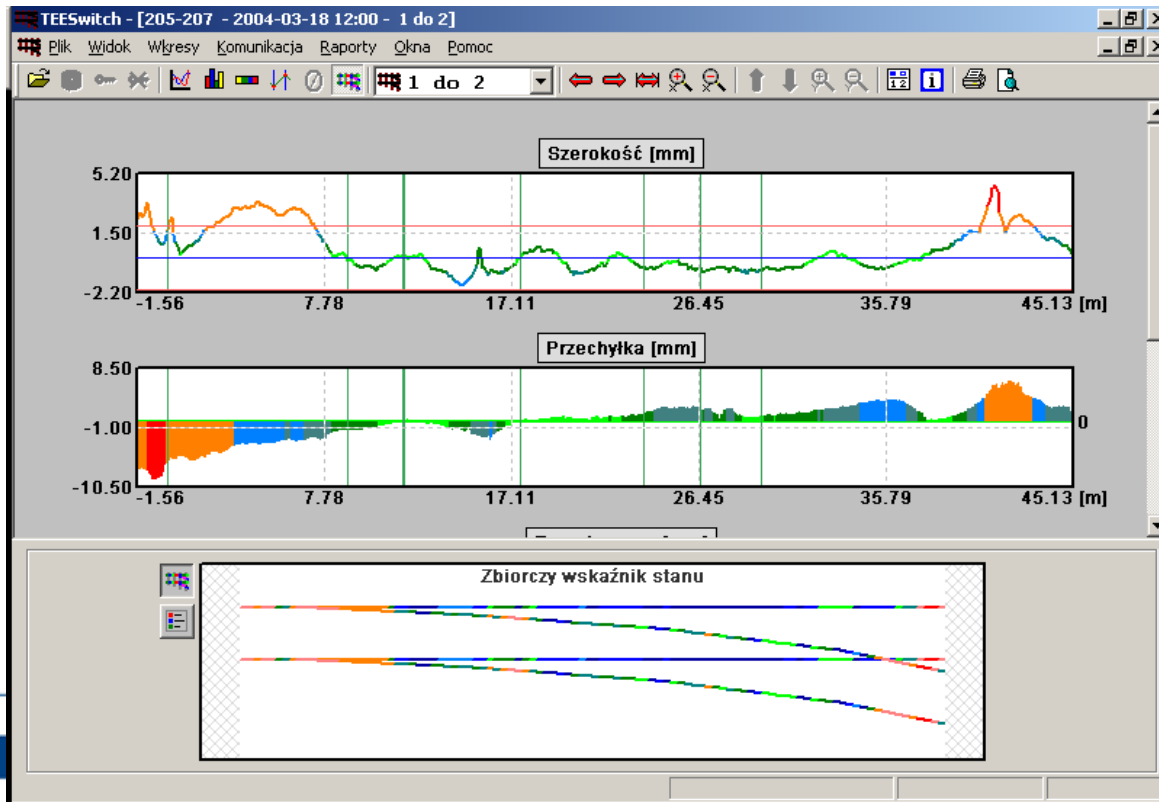 TEESwitch - [205-207 - 2004-03-18 12:00 - 1 do 2]
Plik Widok Wkresy Komunikacja Raporty Okna Pomoc
1 do 2
Szerokość [mm]
5.20
1.50
-2.20
-1.56 7.78 17.11 26.45 35.79 45.13 [m]
Przechyłka [mm]
8.50
-1.00 0
-10.50
-1.56 7.78 17.11 26.45 35.79 45.13 [m]
Zbiorczy wskaźnik stanu